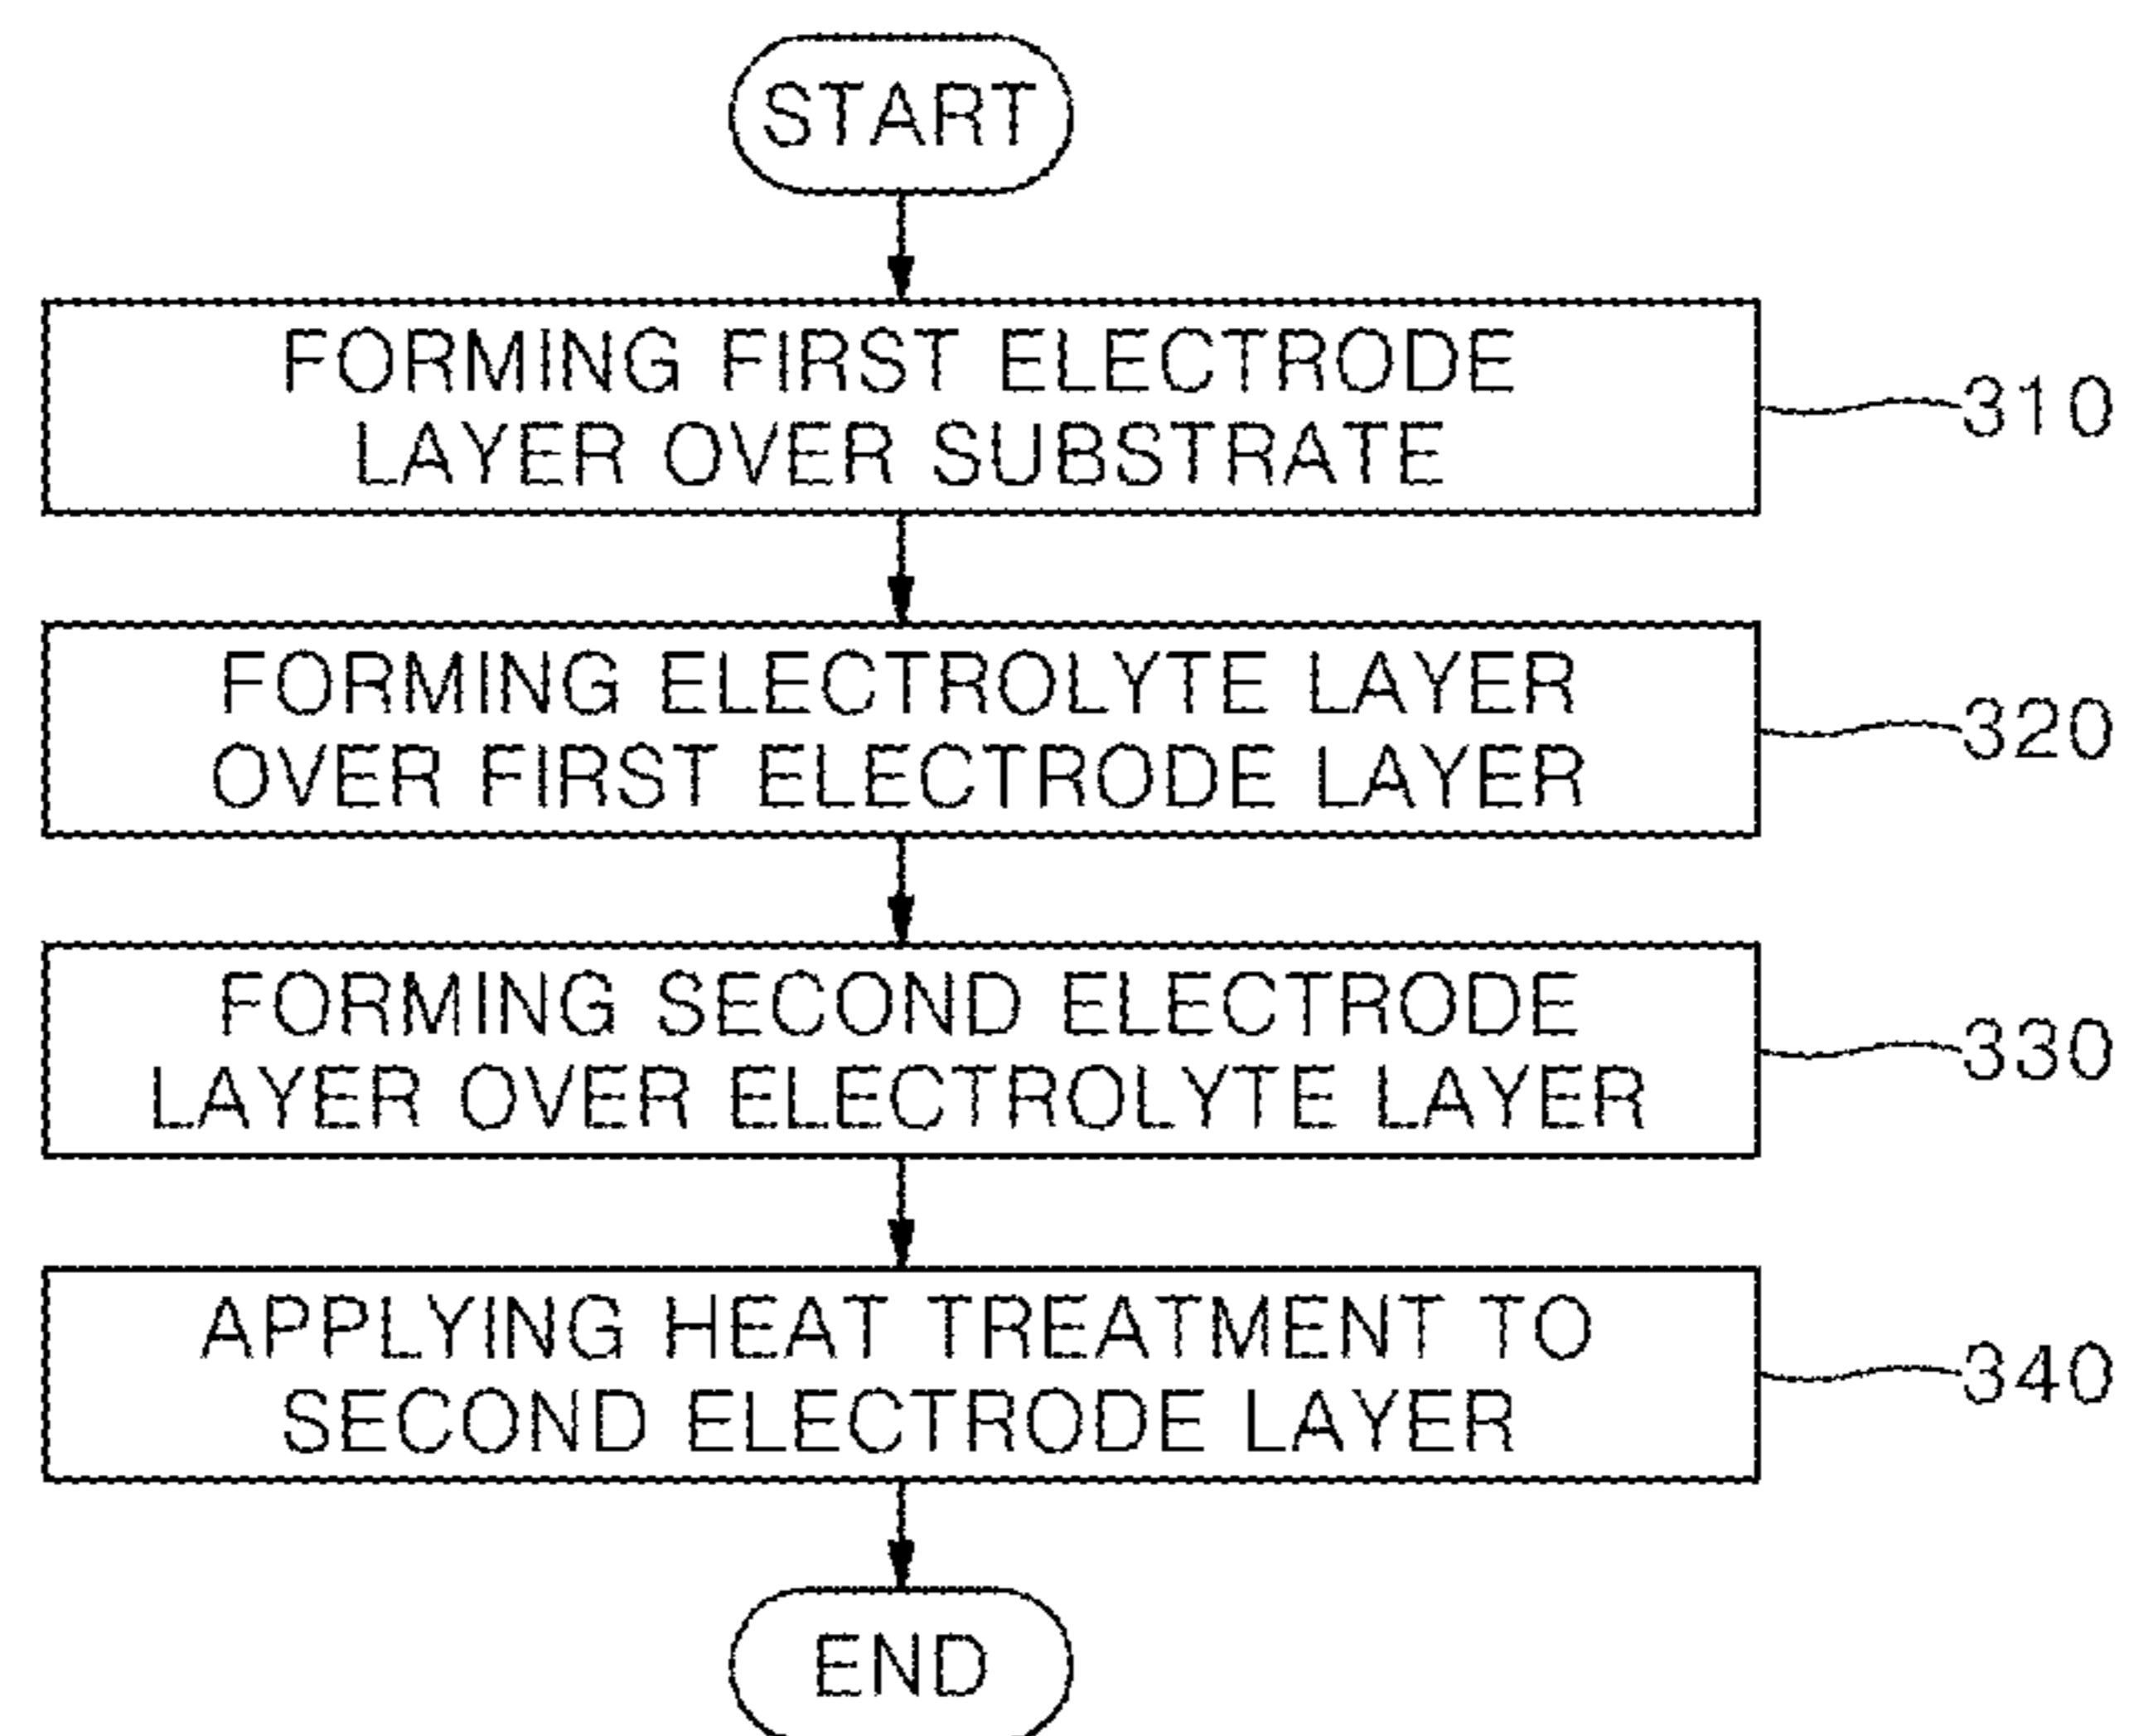 START
FORMING FIRST ELECTRODE
LAYER OVER SUBSTRATE
310
FORMING ELECTROLYTE LAYER
OVER FIRST ELECTRODE LAYER
320
FORMING SECOND ELECTRODE
LAYER OVER ELECTROLYTE LAYER
330
APPLYING HEAT TREATMENT TO
SECOND ELECTRODE LAYER
340
END